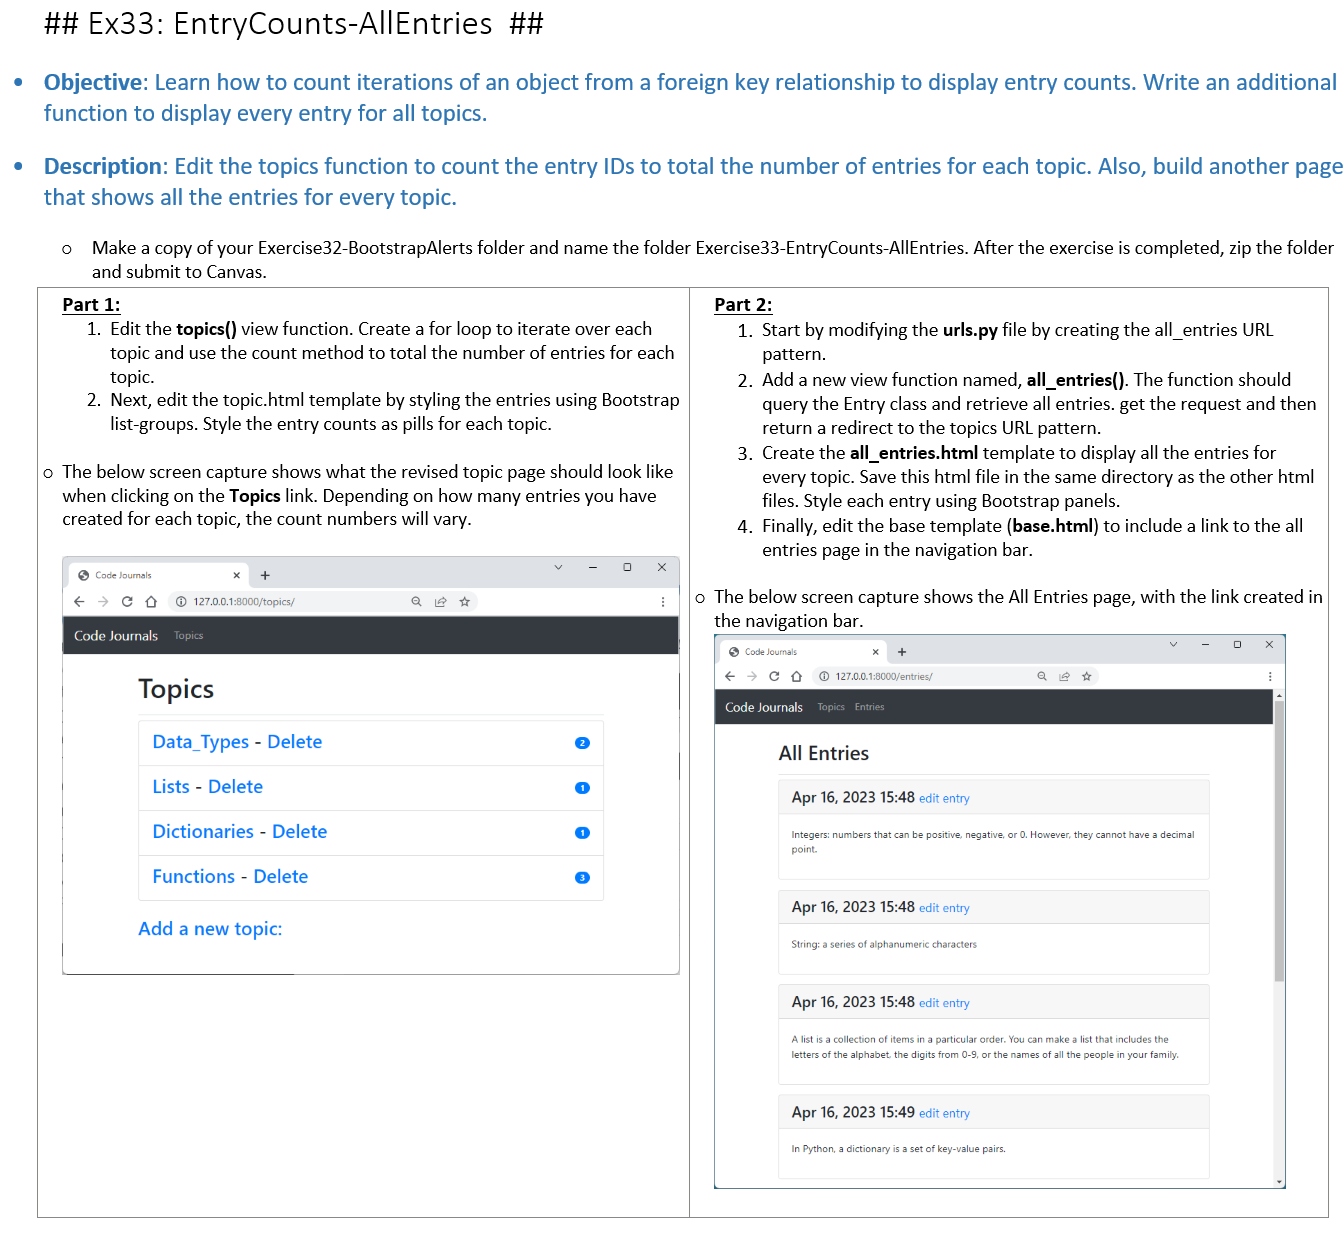 ## Ex33: EntryCounts-AllEntries ##
• Objective: Learn how to count iterations of an object from a foreign key relationship to display entry counts. Write an additional
function to display every entry for all topics.
• Description: Edit the topics function to count the entry IDs to total the number of entries for each topic. Also, build another page
that shows all the entries for every topic.
o Make a copy of your Exercise32-BootstrapAlerts folder and name the folder Exercise33-EntryCounts-AllEntries. After the exercise is completed, zip the folder
and submit to Canvas.
Part 1:
1. Edit the topics() view function. Create a for loop to iterate over each
topic and use the count method to total the number of entries for each
topic.
2. Next, edit the topic.html template by styling the entries using Bootstrap
list-groups. Style the entry counts as pills for each topic.
o The below screen capture shows what the revised topic page should look like
when clicking on the Topics link. Depending on how many entries you have
created for each topic, the count numbers will vary.
Code Journals
127.0.0.1:8000/topics/
Code Journals Topics
Topics
Data_Types - Delete 2
Lists - Delete 1
Dictionaries - Delete 1
Functions - Delete 3
Add a new topic:
Part 2:
1. Start by modifying the urls.py file by creating the all_entries URL
pattern.
2. Add a new view function named, all_entries(). The function should
query the Entry class and retrieve all entries. get the request and then
return a redirect to the topics URL pattern.
3. Create the all_entries.html template to display all the entries for
every topic. Save this html file in the same directory as the other html
files. Style each entry using Bootstrap panels.
4. Finally, edit the base template (base.html) to include a link to the all
entries page in the navigation bar.
o The below screen capture shows the All Entries page, with the link created in
the navigation bar.
Code Journals
127.0.0.1:8000/entries/
Code Journals Topics Entries
All Entries
Apr 16, 2023 15:48 edit entry
Integers: numbers that can be positive, negative, or 0. However, they cannot have a decimal
point.
Apr 16, 2023 15:48 edit entry
String: a series of alphanumeric characters
Apr 16, 2023 15:48 edit entry
A list is a collection of items in a particular order. You can make a list that includes the
letters of the alphabet, the digits from 0-9, or the names of all the people in your family.
Apr 16, 2023 15:49 edit entry
In Python, a dictionary is a set of key-value pairs.